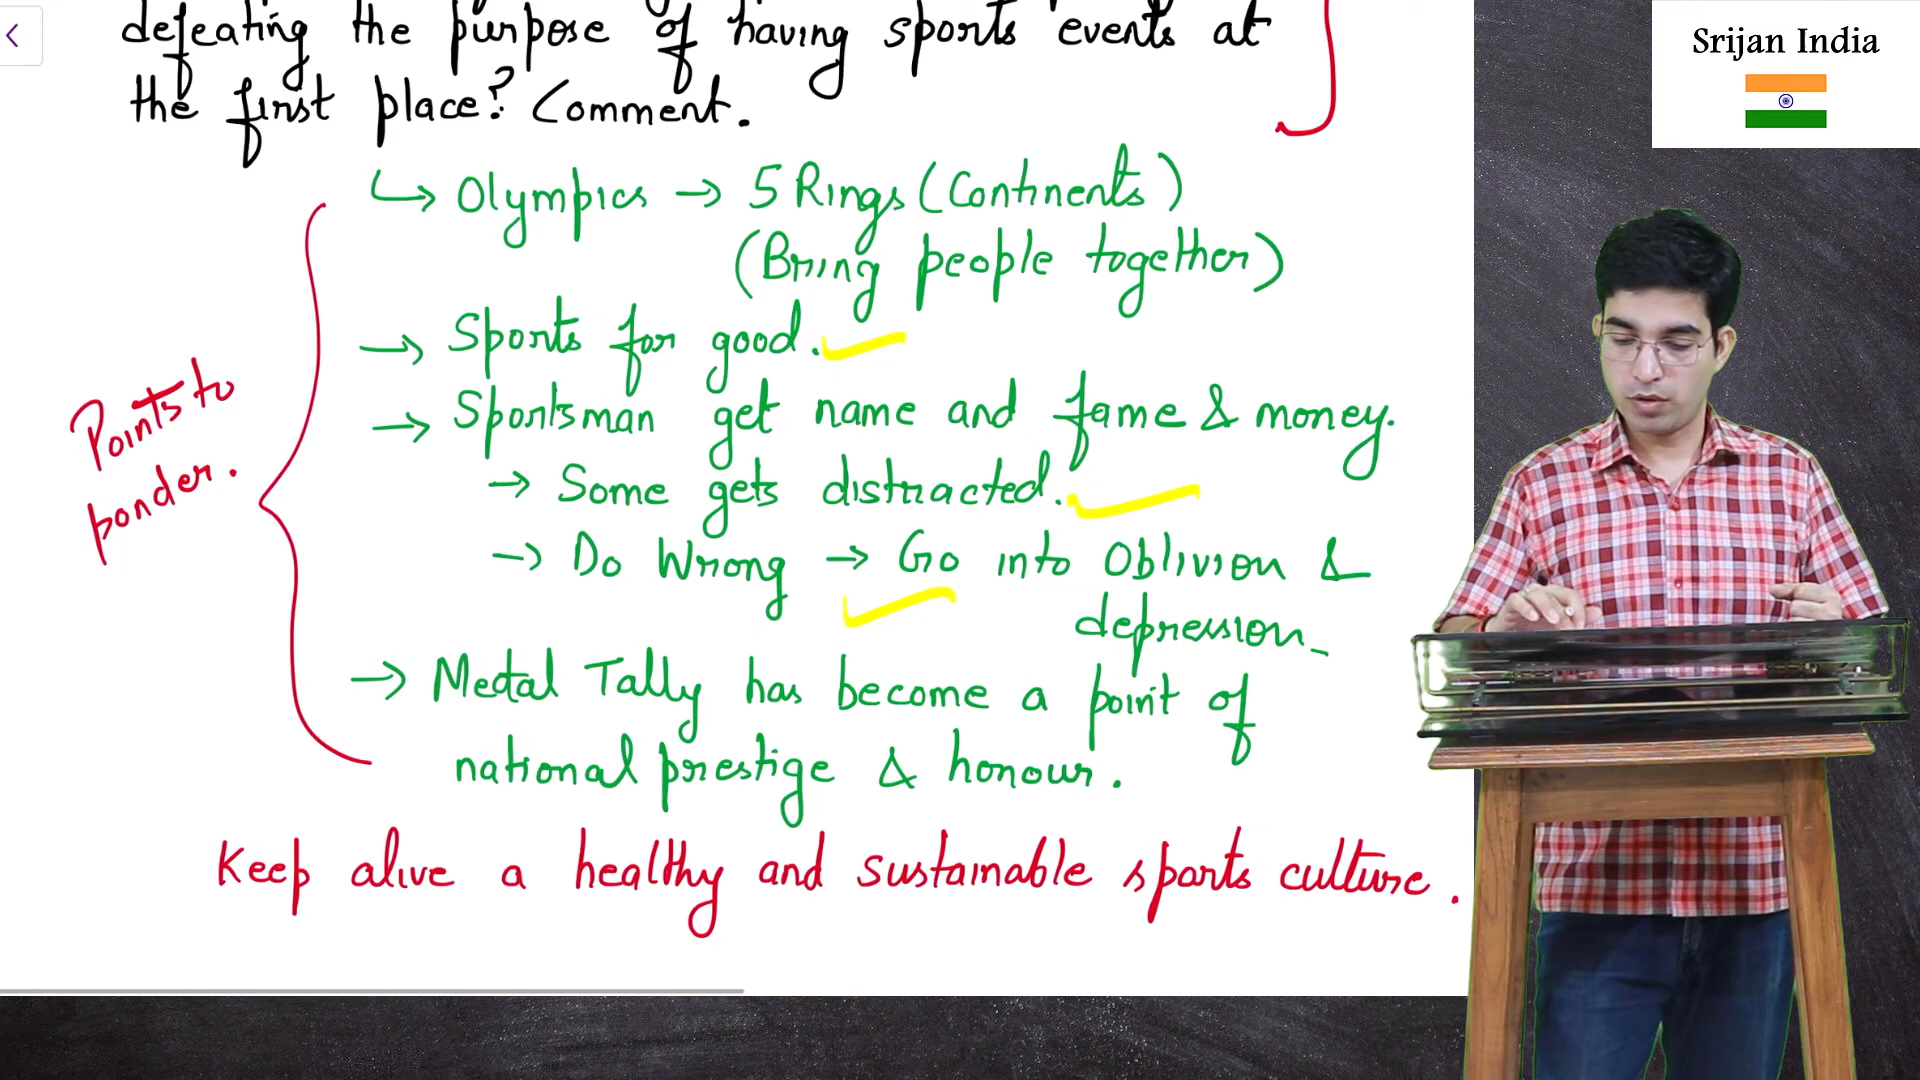 defeating the purpose of having sports events at
the first place? Comment.
↳ Olympics → 5 Rings (Continents)
(Bring people together)
→ Sports for good.
→ Sportsman get name and fame & money.
→ Some gets distracted.
→ Do Wrong → Go into Oblivion &
depression_
→ Medal Tally has become a point of
national prestige & honour.
Points to
ponder.
Keep alive a healthy and sustainable sports culture.
Srijan India